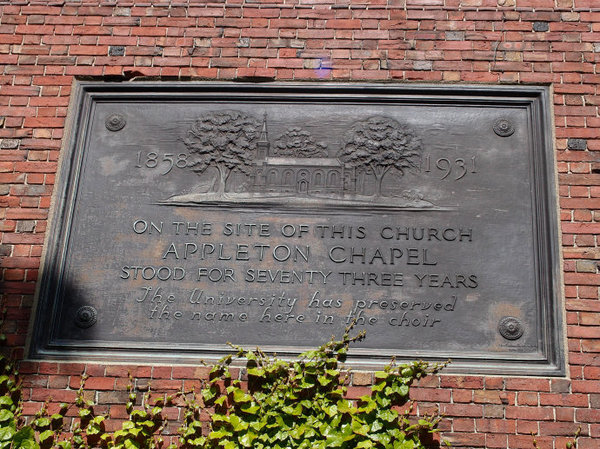 1858 1931
ON THE SITE OF THIS CHURCH
APPLETON CHAPEL
STOOD FOR SEVENTY THREE YEARS
The University has preserved
the name here in the choir